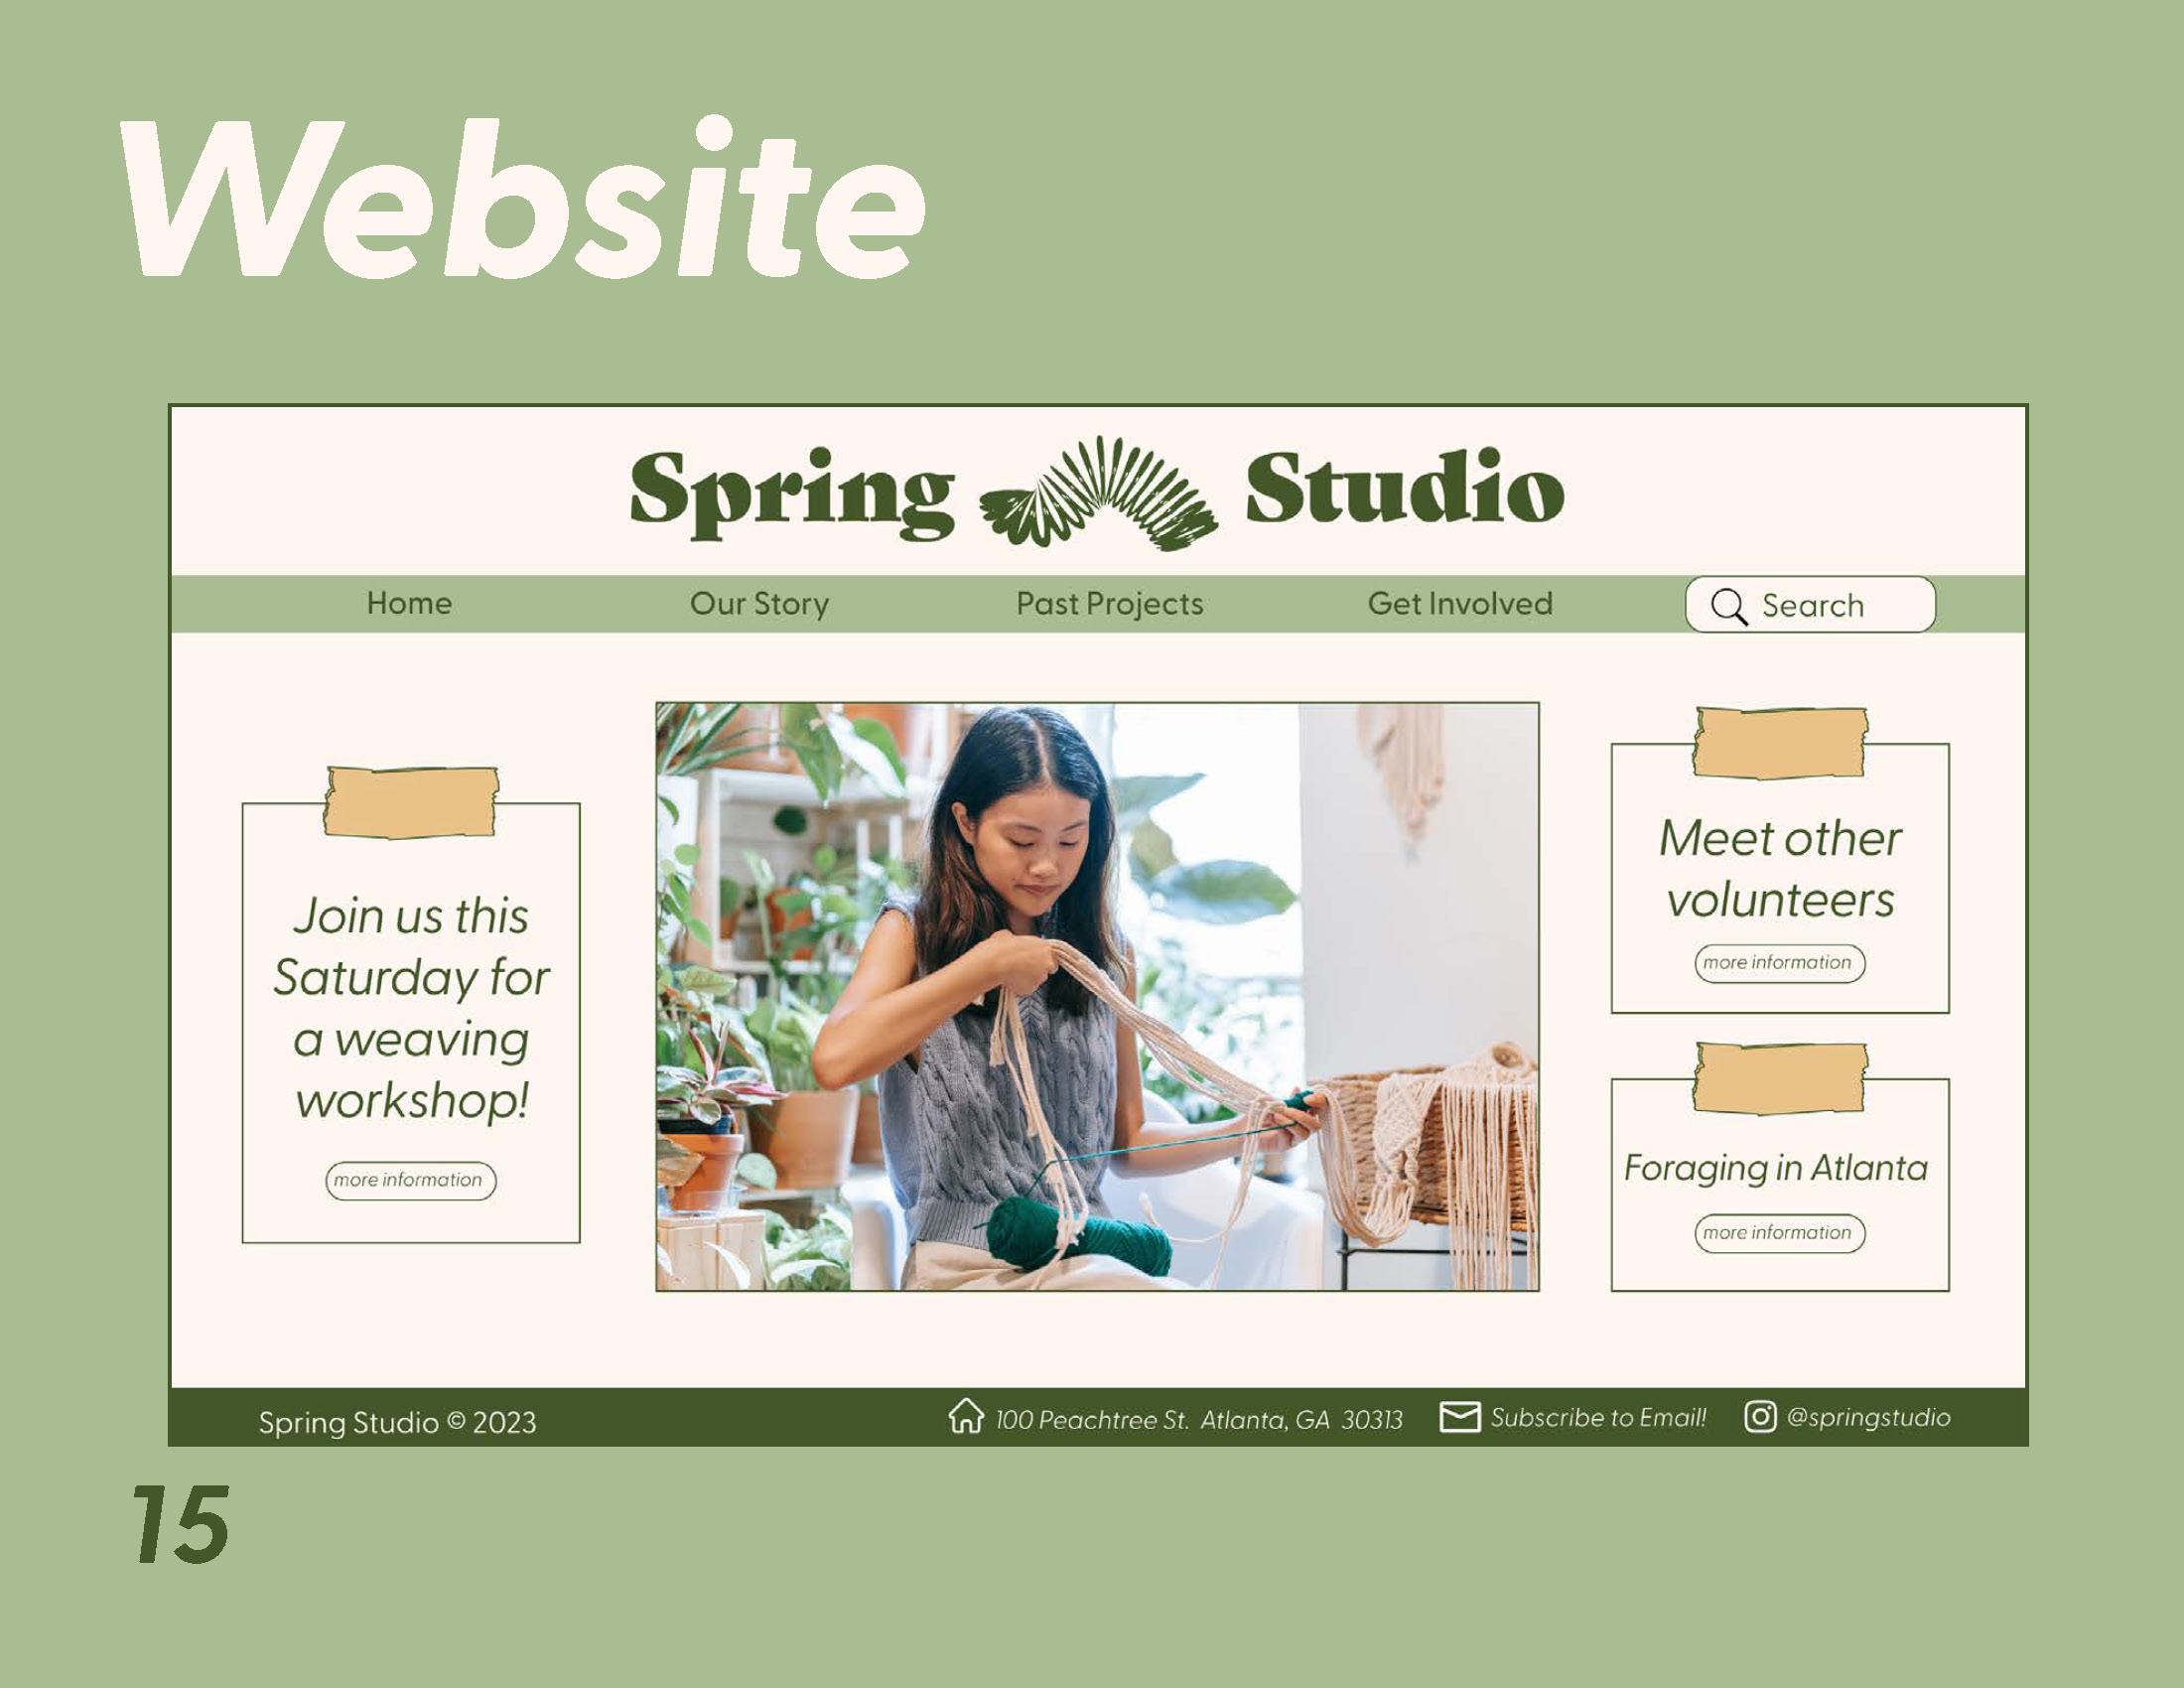 Website
Spring Studio
Home Our Story Past Projects Get Involved Search
Join us this
Saturday for
a weaving
workshop!
more information
Meet other
volunteers
more information
Foraging in Atlanta
more information
Spring Studio © 2023 100 Peachtree St. Atlanta, GA 30313 Subscribe to Email! @springstudio
15